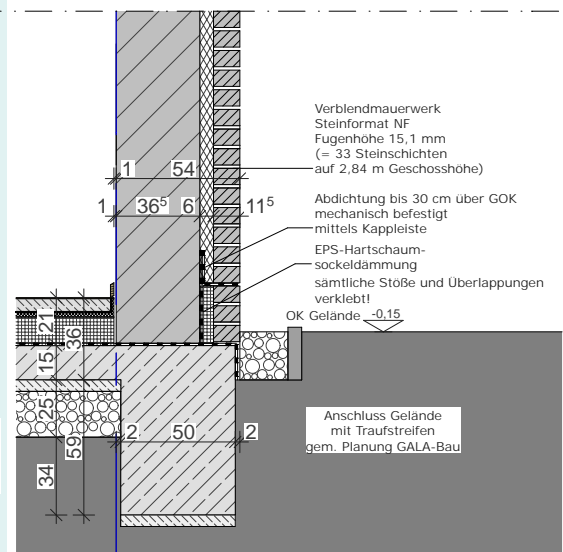 Verblendmauerwerk
Steinformat NF
Fugenhöhe 15,1 mm
(= 33 Steinschichten
auf 2,84 m Geschosshöhe)
1 54
Abdichtung bis 30 cm über GOK
mechanisch befestigt
mittels Kappleiste
1 36⁵ 6 11⁵
EPS-Hartschaum-
sockeldämmung
sämtliche Stöße und Überlappungen
verklebt!
OK Gelände -0,15
21
36
15
25
59
34
2 50 2
Anschluss Gelände
mit Traufstreifen
gem. Planung GALA-Bau